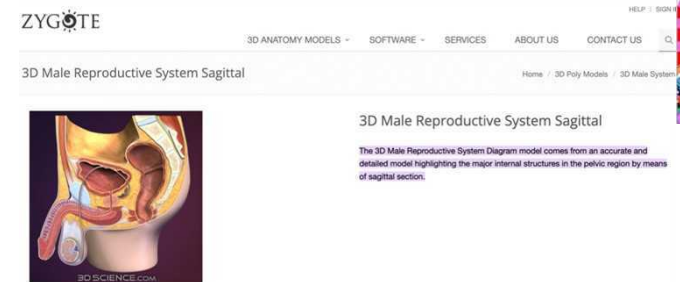 HELP | SIGN I
ZYGOTE
3D ANATOMY MODELS SOFTWARE SERVICES ABOUT US CONTACT US
3D Male Reproductive System Sagittal
Home / 3D Poly Models / 3D Male System
3D Male Reproductive System Sagittal
The 3D Male Reproductive System Diagram model comes from an accurate and
detailed model highlighting the major internal structures in the pelvic region by means
of sagittal section.
3DSCIENCE.COM